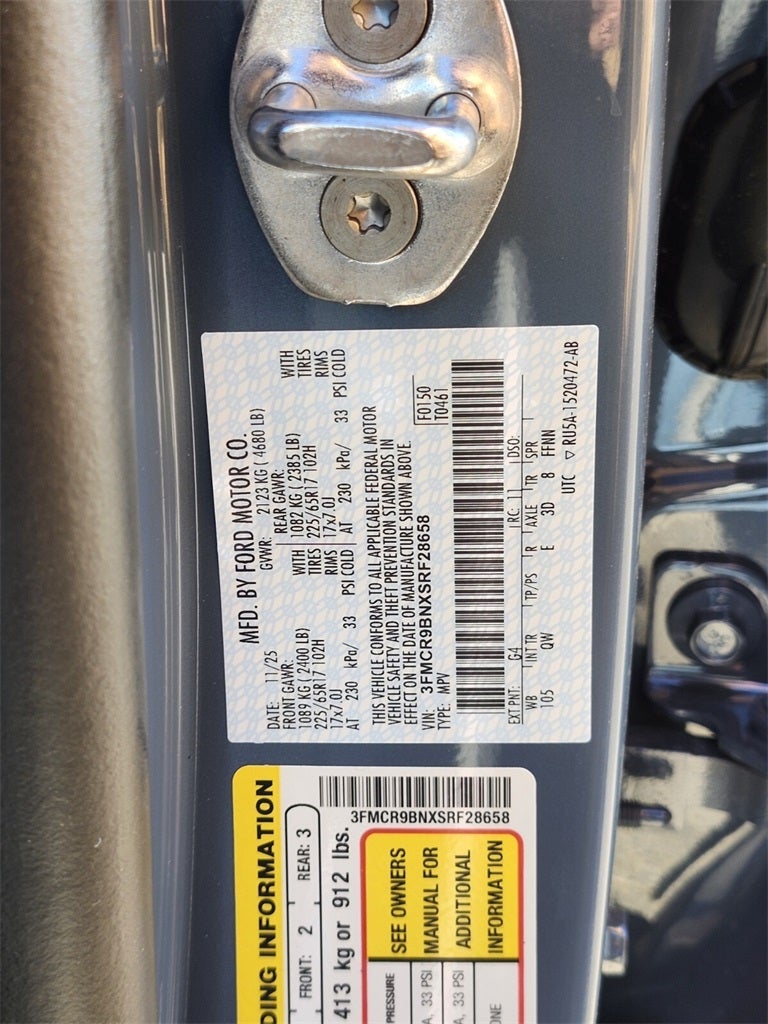 MFD. BY FORD MOTOR CO.
DATE: 11/25 GVWR: 2123 KG ( 4680 LB)
FRONT GAWR: REAR GAWR:
1089 KG ( 2400 LB) WITH 1082 KG ( 2385 LB) WITH
225/65R17 102H TIRES 225/65R17 102H TIRES
17x7.0J RIMS 17x7.0J RIMS
AT 230 kPa/ 33 PSI COLD AT 230 kPa/ 33 PSI COLD
THIS VEHICLE CONFORMS TO ALL APPLICABLE FEDERAL MOTOR
VEHICLE SAFETY AND THEFT PREVENTION STANDARDS IN
EFFECT ON THE DATE OF MANUFACTURE SHOWN ABOVE.
VIN: 3FMCR9BNXSRF28658 F0150
TYPE: MPV T0461
EXT PNT: G4 RC: 11 DSO:
WB INT TR TP/PS R AXLE TR SPR
105 QW E 3D 8 FFNN
UTC ▽ RU5A-1520472-AB
DING INFORMATION
FRONT: 2 REAR: 3
413 kg or 912 lbs.
3FMCR9BNXSRF28658
PRESSURE
A, 33 PSI
A, 33 PSI
ONE
SEE OWNERS
MANUAL FOR
ADDITIONAL
INFORMATION